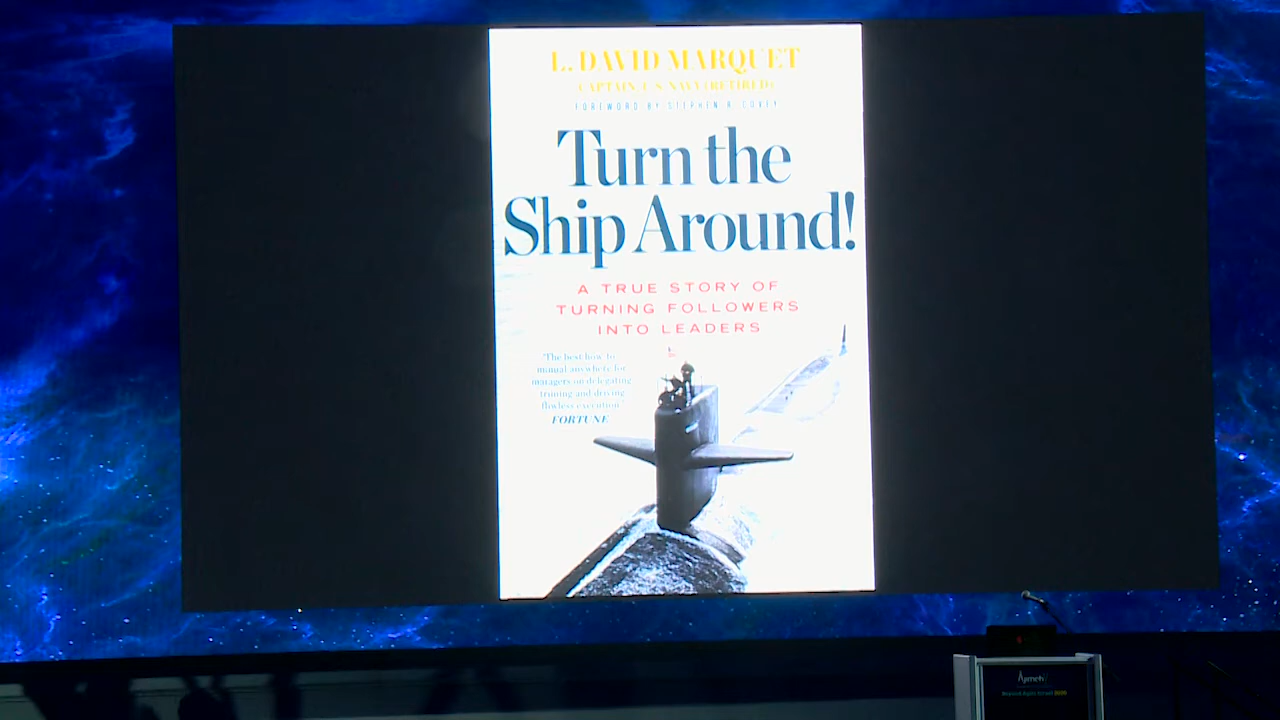 L. DAVID MARQUET
CAPTAIN, U.S. NAVY (RETIRED)
FOREWORD BY STEPHEN R. COVEY
Turn the
Ship Around!
A TRUE STORY OF
TURNING FOLLOWERS
INTO LEADERS
"The best how-to
manual anywhere for
managers on delegating,
training and driving
flawless execution."
FORTUNE